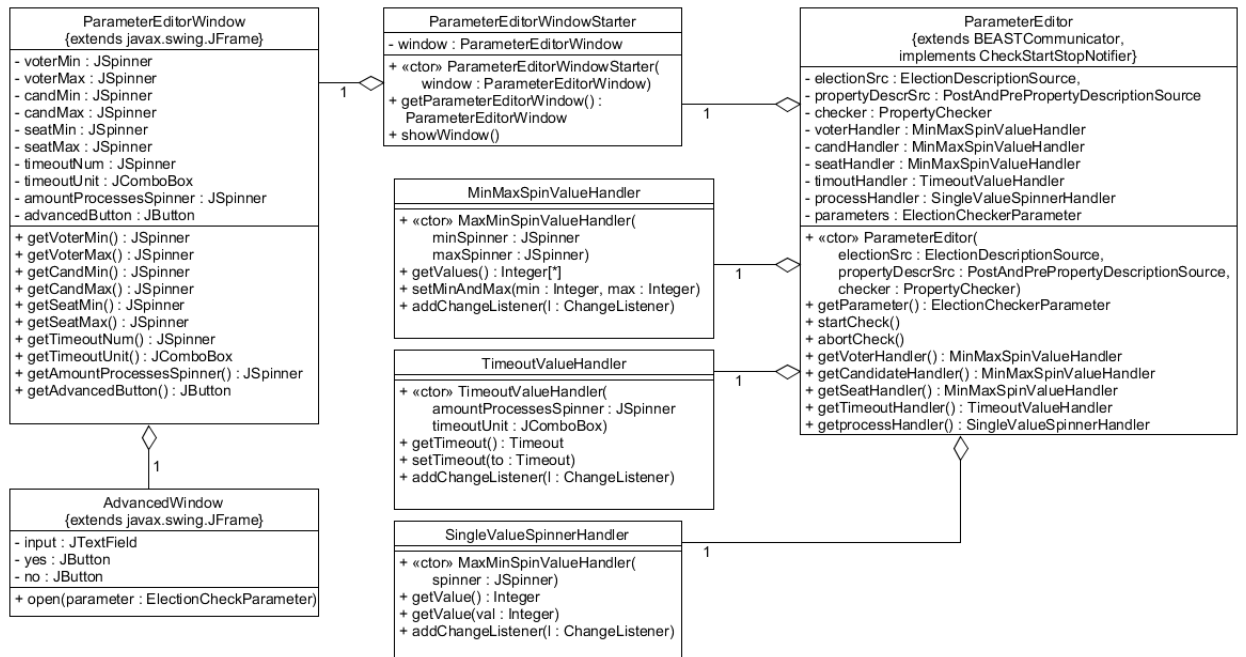 ParameterEditorWindow
{extends javax.swing.JFrame}
- voterMin : JSpinner
- voterMax : JSpinner
- candMin : JSpinner
- candMax : JSpinner
- seatMin : JSpinner
- seatMax : JSpinner
- timeoutNum : JSpinner
- timeoutUnit : JComboBox
- amountProcessesSpinner : JSpinner
- advancedButton : JButton
+ getVoterMin() : JSpinner
+ getVoterMax() : JSpinner
+ getCandMin() : JSpinner
+ getCandMax() : JSpinner
+ getSeatMin() : JSpinner
+ getSeatMax() : JSpinner
+ getTimeoutNum() : JSpinner
+ getTimeoutUnit() : JComboBox
+ getAmountProcessesSpinner() : JSpinner
+ getAdvancedButton() : JButton
1
AdvancedWindow
{extends javax.swing.JFrame}
- input : JTextField
- yes : JButton
- no : JButton
+ open(parameter : ElectionCheckParameter)
1
ParameterEditorWindowStarter
- window : ParameterEditorWindow
+ «ctor» ParameterEditorWindowStarter(
window : ParameterEditorWindow)
+ getParameterEditorWindow() :
ParameterEditorWindow
+ showWindow()
1
MinMaxSpinValueHandler
+ «ctor» MaxMinSpinValueHandler(
minSpinner : JSpinner
maxSpinner : JSpinner)
+ getValues() : Integer[*]
+ setMinAndMax(min : Integer, max : Integer)
+ addChangeListener(l : ChangeListener)
1
TimeoutValueHandler
+ «ctor» TimeoutValueHandler(
amountProcessesSpinner : JSpinner
timeoutUnit : JComboBox)
+ getTimeout() : Timeout
+ setTimeout(to : Timeout)
+ addChangeListener(l : ChangeListener)
1
SingleValueSpinnerHandler
+ «ctor» MaxMinSpinValueHandler(
spinner : JSpinner)
+ getValue() : Integer
+ getValue(val : Integer)
+ addChangeListener(l : ChangeListener)
1
ParameterEditor
{extends BEASTCommunicator,
implements CheckStartStopNotifier}
- electionSrc : ElectionDescriptionSource,
- propertyDescrSrc : PostAndPrePropertyDescriptionSource
- checker : PropertyChecker
- voterHandler : MinMaxSpinValueHandler
- candHandler : MinMaxSpinValueHandler
- seatHandler : MinMaxSpinValueHandler
- timoutHandler : TimeoutValueHandler
- processHandler : SingleValueSpinnerHandler
- parameters : ElectionCheckerParameter
+ «ctor» ParameterEditor(
electionSrc : ElectionDescriptionSource,
propertyDescrSrc : PostAndPrePropertyDescriptionSource,
checker : PropertyChecker)
+ getParameter() : ElectionCheckerParameter
+ startCheck()
+ abortCheck()
+ getVoterHandler() : MinMaxSpinValueHandler
+ getCandidateHandler() : MinMaxSpinValueHandler
+ getSeatHandler() : MinMaxSpinValueHandler
+ getTimeoutHandler() : TimeoutValueHandler
+ getprocessHandler() : SingleValueSpinnerHandler